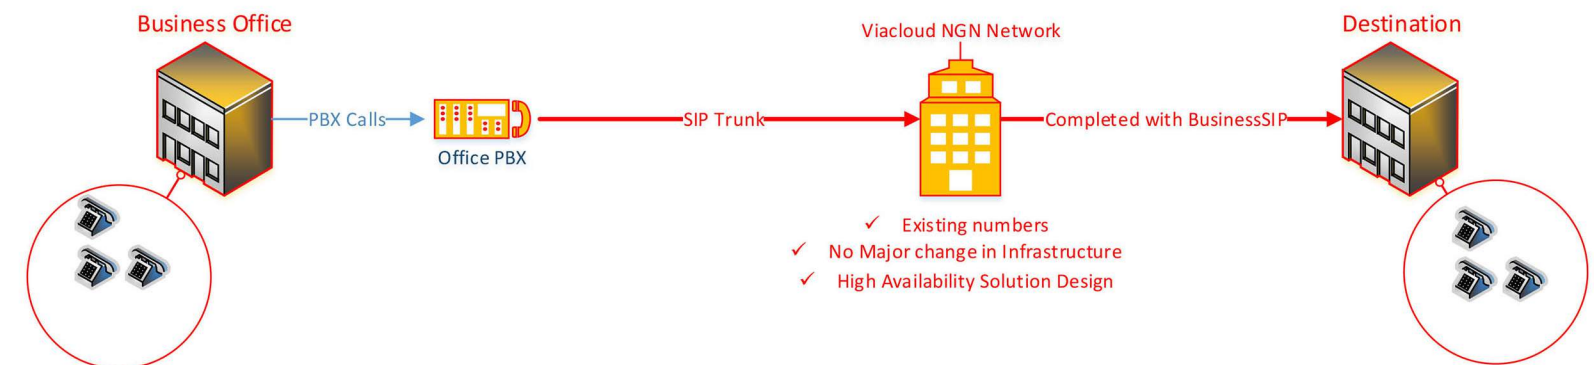 Business Office
Viacloud NGN Network
Destination
PBX Calls
SIP Trunk
Completed with BusinessSIP
Office PBX
✓ Existing numbers
✓ No Major change in Infrastructure
✓ High Availability Solution Design